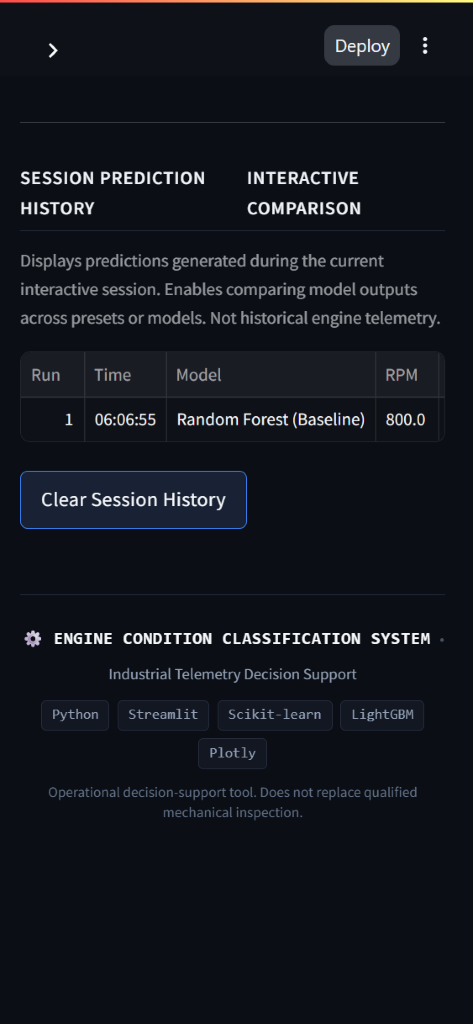 Deploy
SESSION PREDICTION HISTORY
INTERACTIVE COMPARISON
Displays predictions generated during the current
interactive session. Enables comparing model outputs
across presets or models. Not historical engine telemetry.
Run Time Model RPM
1 06:06:55 Random Forest (Baseline) 800.0
Clear Session History
ENGINE CONDITION CLASSIFICATION SYSTEM •
Industrial Telemetry Decision Support
Python Streamlit Scikit-learn LightGBM
Plotly
Operational decision-support tool. Does not replace qualified
mechanical inspection.